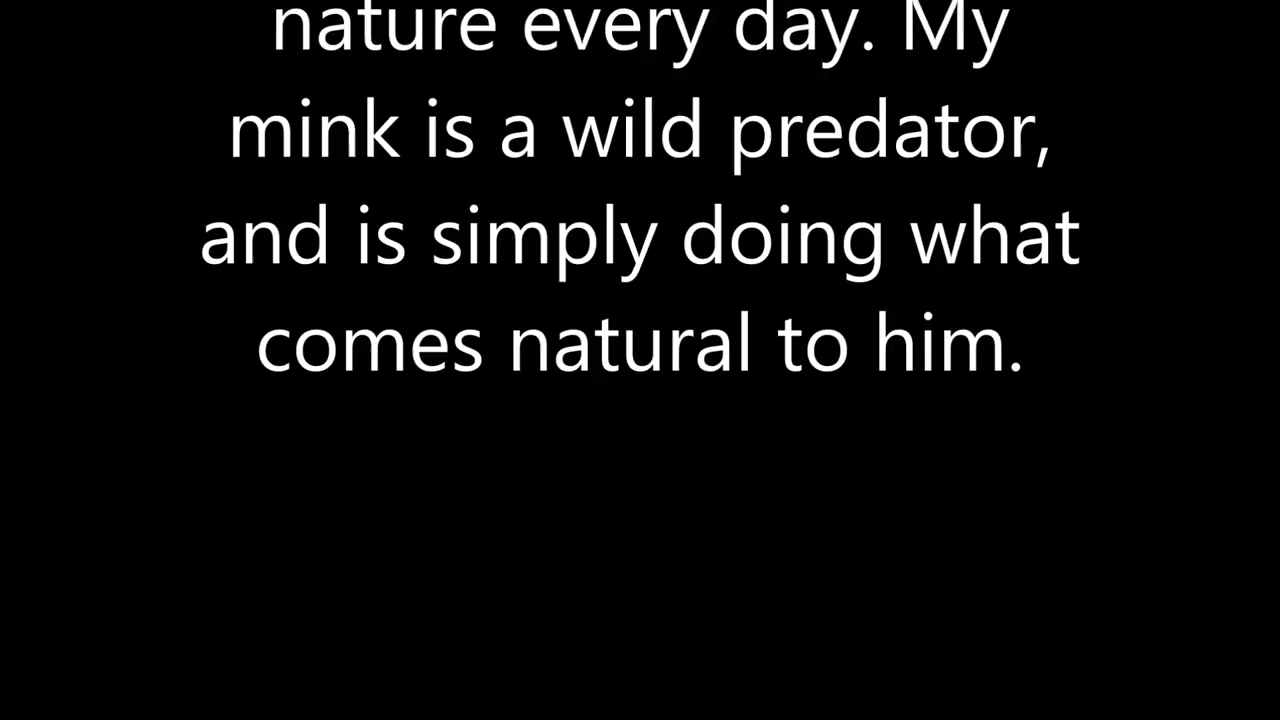 nature every day. My
mink is a wild predator,
and is simply doing what
comes natural to him.